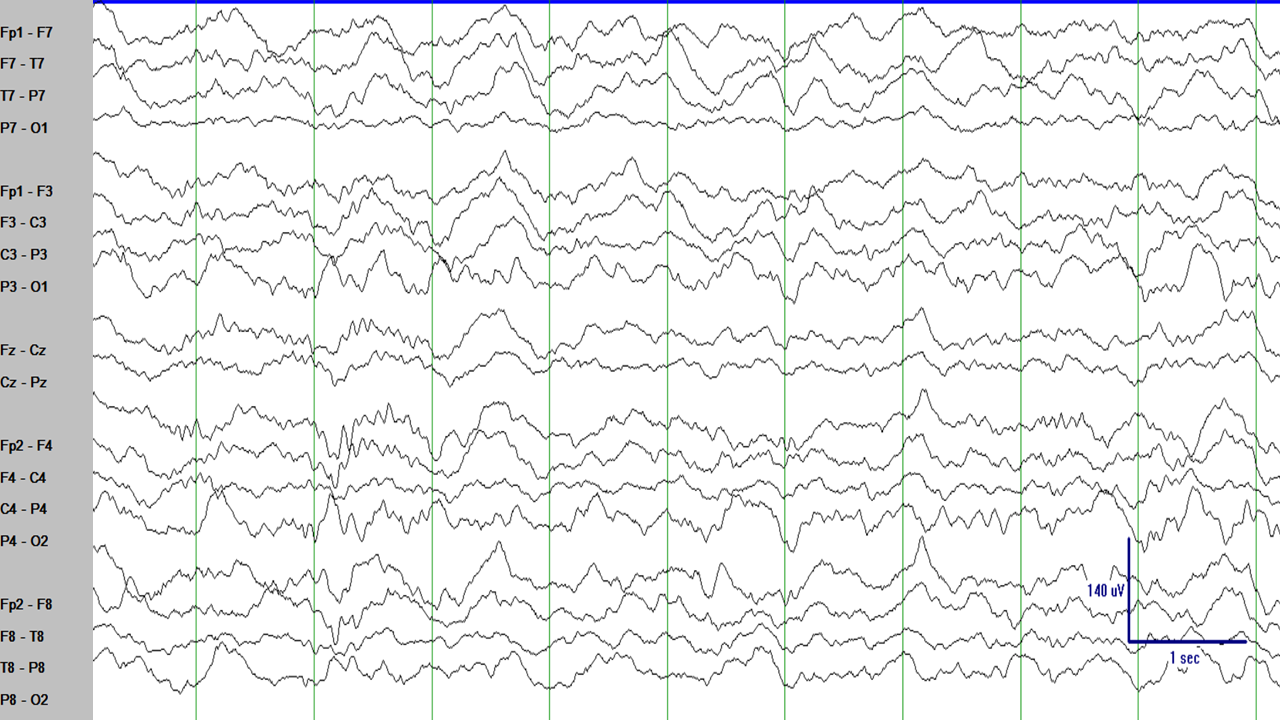 Fp1 - F7
F7 - T7
T7 - P7
P7 - O1
Fp1 - F3
F3 - C3
C3 - P3
P3 - O1
Fz - Cz
Cz - Pz
Fp2 - F4
F4 - C4
C4 - P4
P4 - O2
Fp2 - F8
F8 - T8
T8 - P8
P8 - O2
140 uV
1 sec